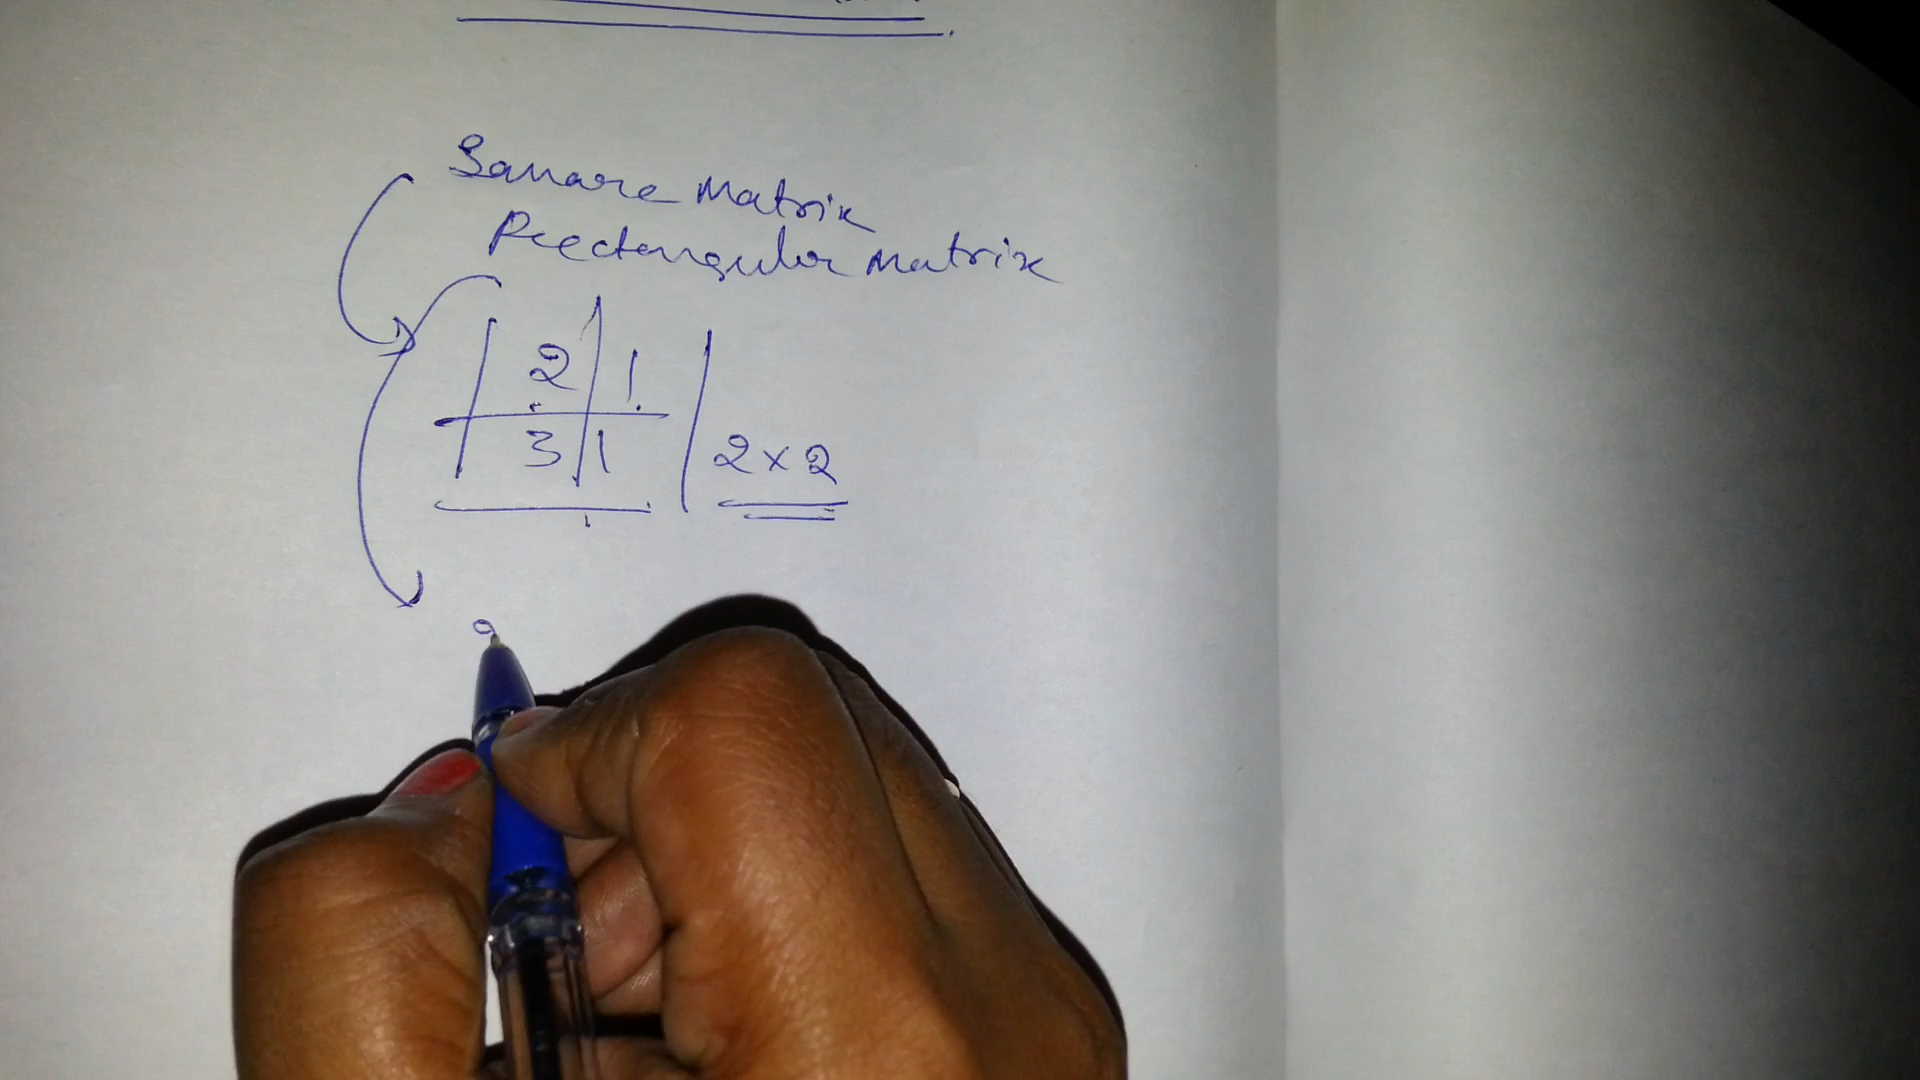 Square Matrix
Rectangular Matrix
2 1
3 1
2 × 2